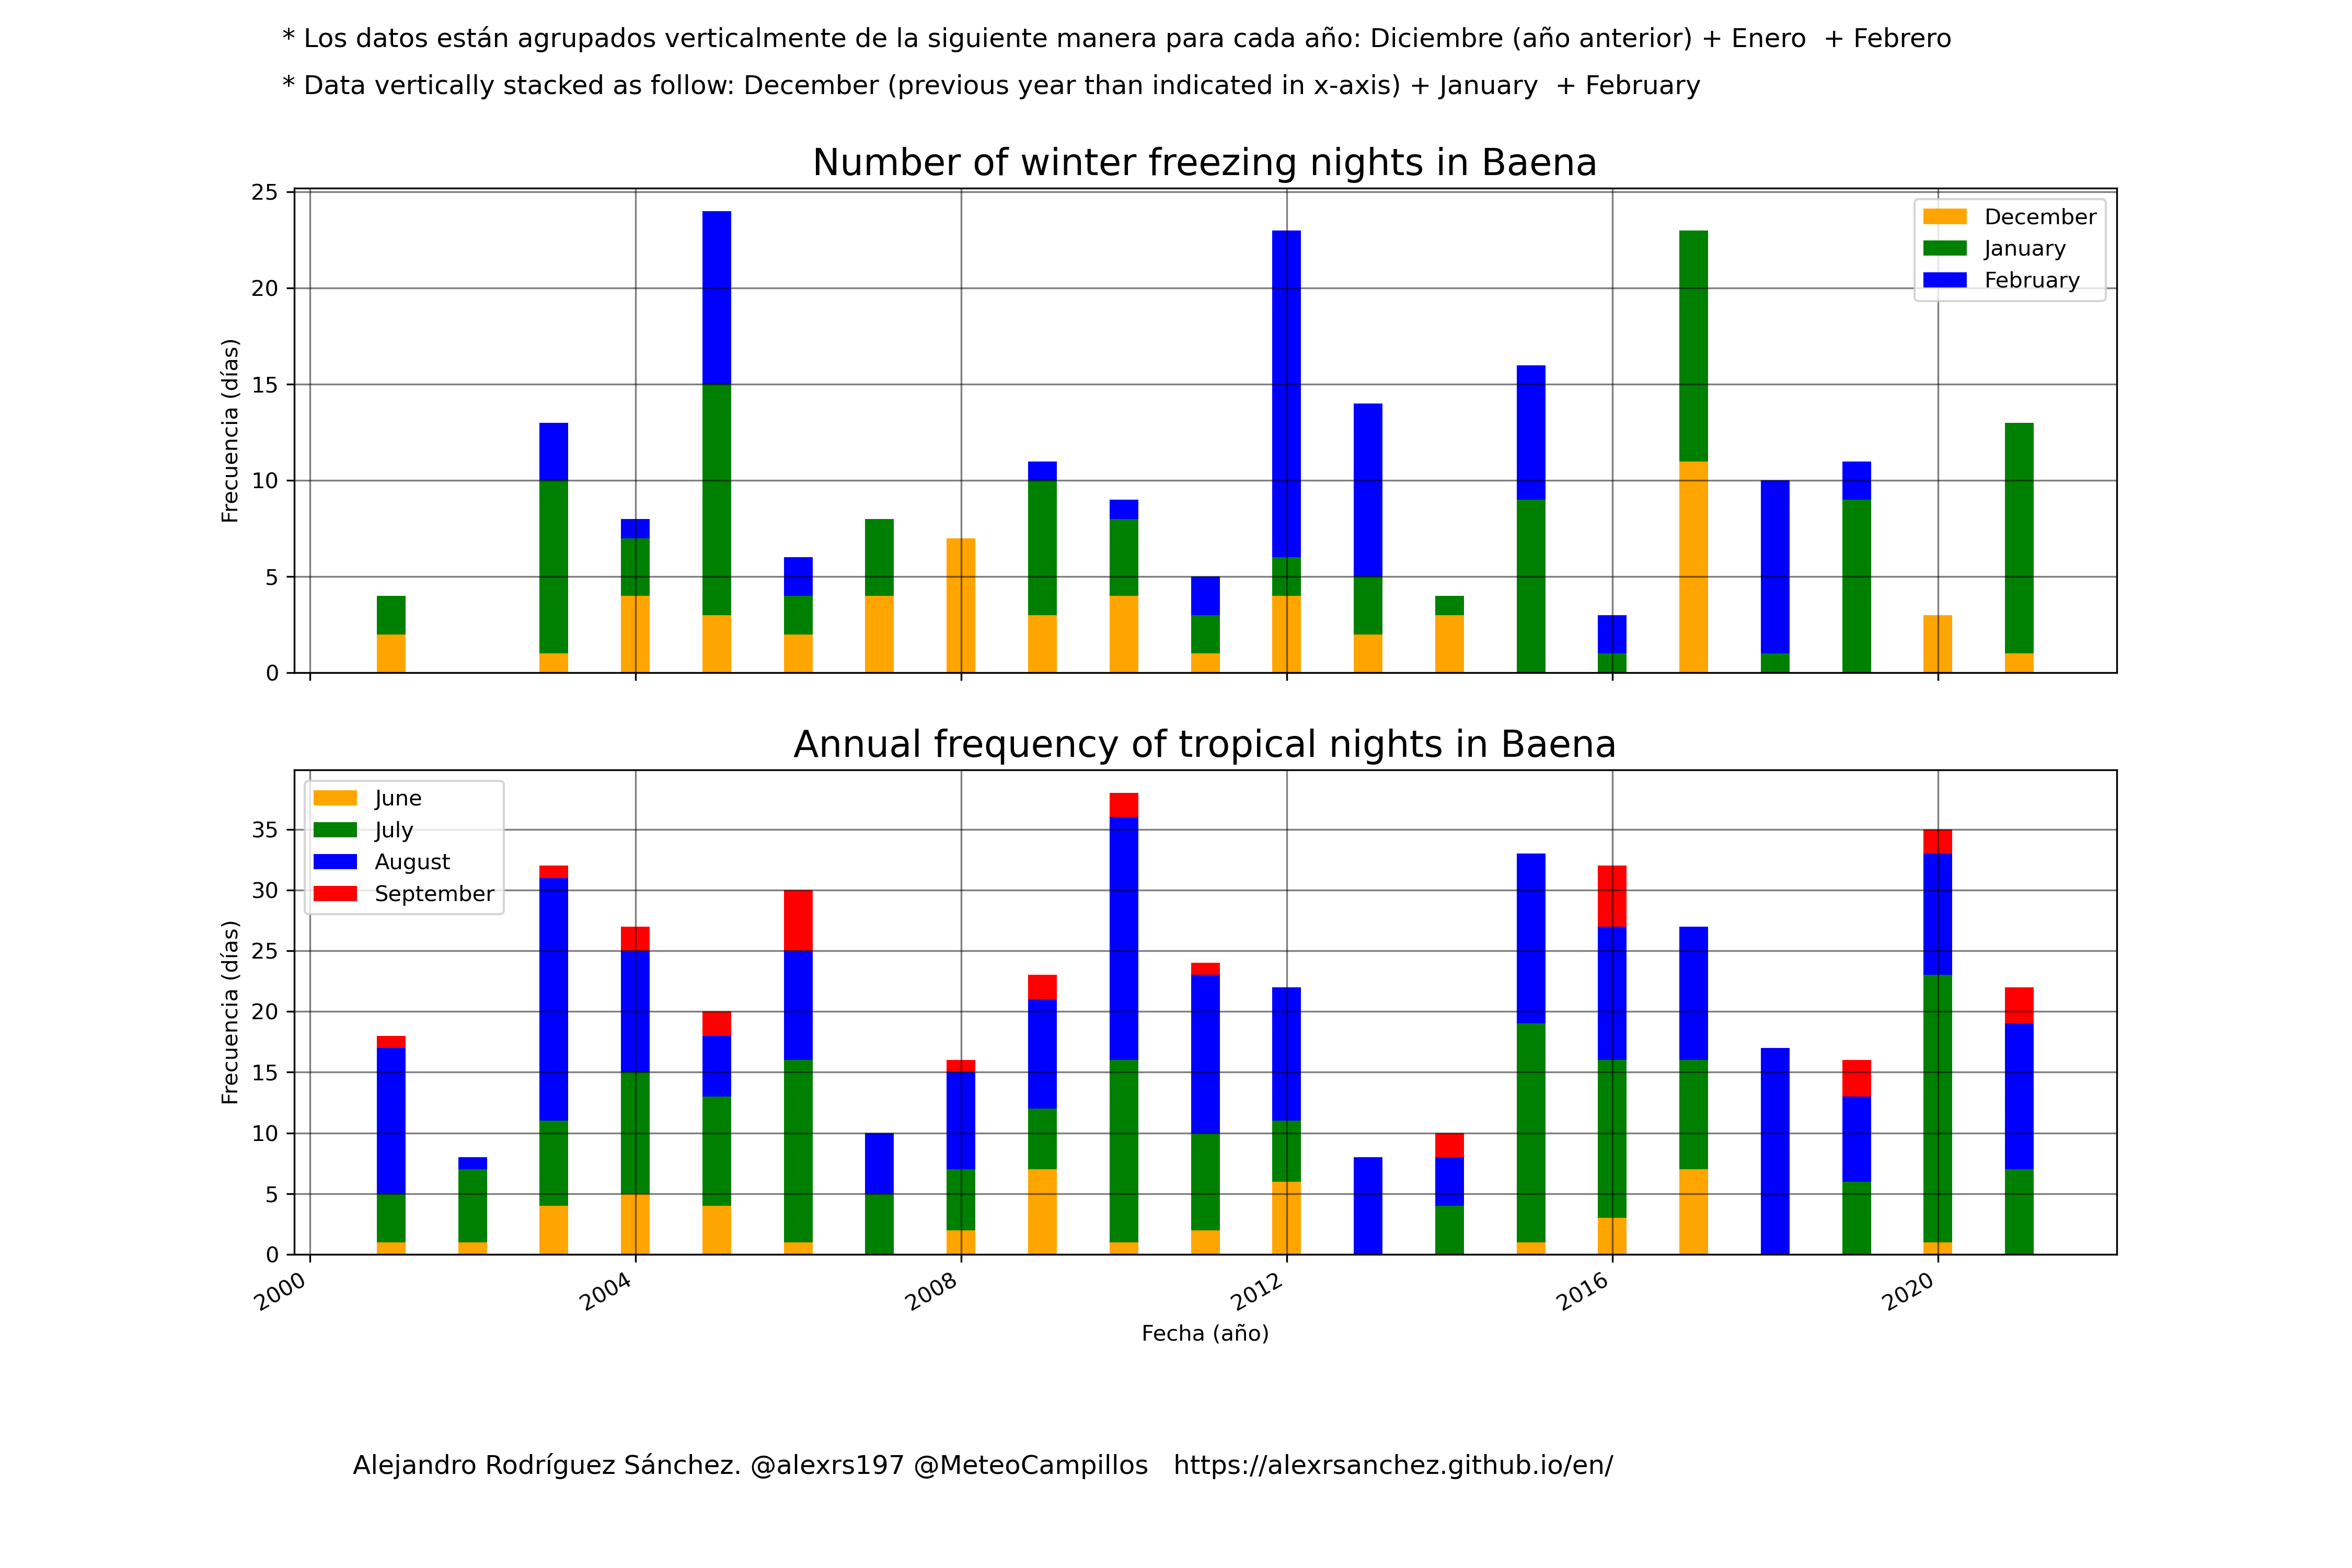 * Los datos están agrupados verticalmente de la siguiente manera para cada año: Diciembre (año anterior) + Enero  + Febrero
* Data vertically stacked as follow: December (previous year than indicated in x-axis) + January  + February
Number of winter freezing nights in Baena
25
20
15
10
5
0
Frecuencia (días)
December
January
February
Annual frequency of tropical nights in Baena
35
30
25
20
15
10
5
0
Frecuencia (días)
June
July
August
September
2000
2004
2008
2012
2016
2020
Fecha (año)
Alejandro Rodríguez Sánchez. @alexrs197 @MeteoCampillos   https://alexrsanchez.github.io/en/